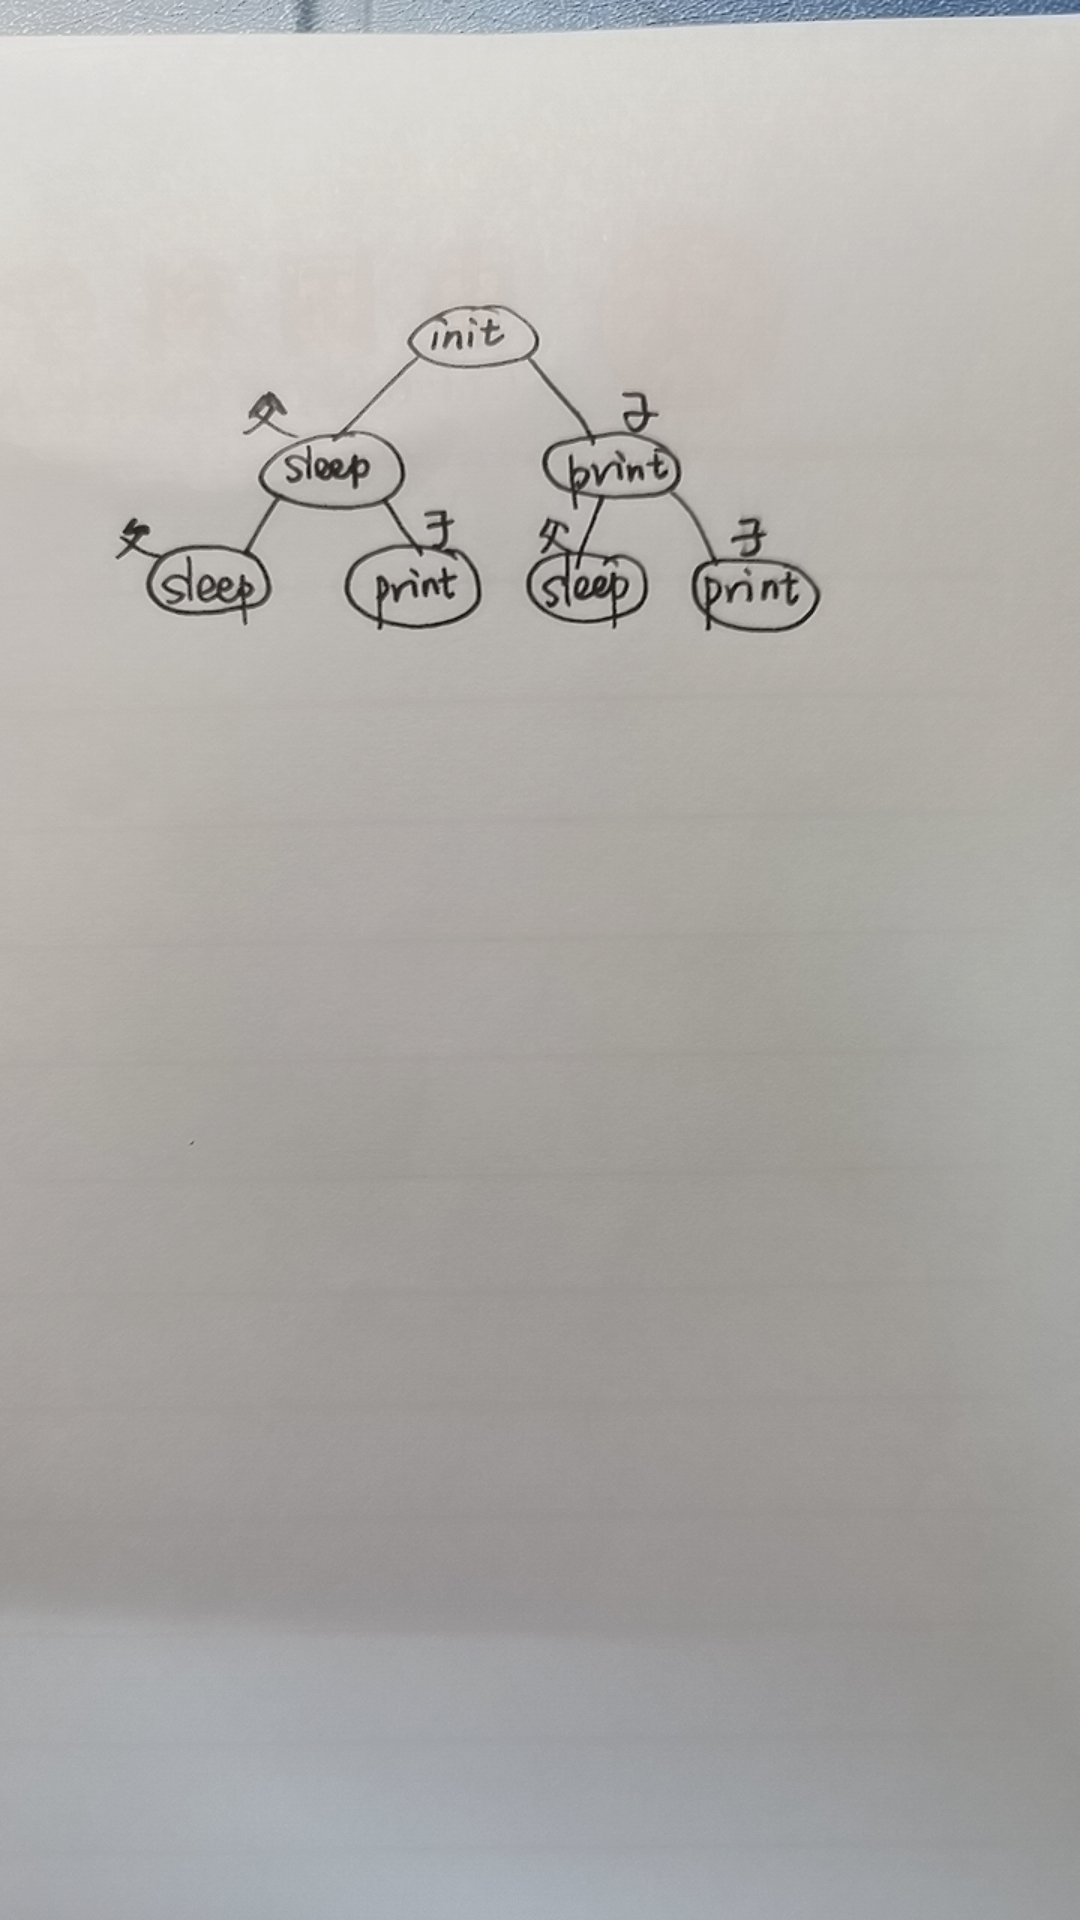 init
父 子
sleep print
父 子 父 子
sleep print sleep print